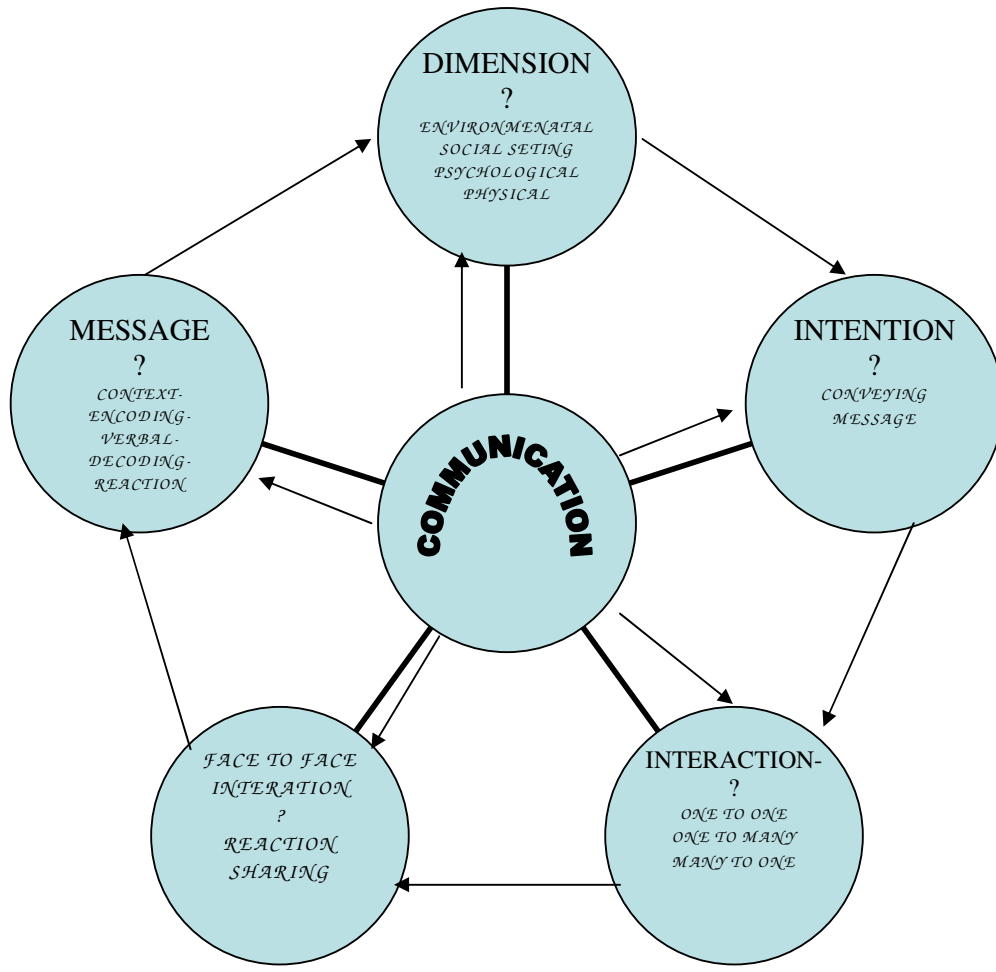 DIMENSION
?
ENVIRONMENATAL
SOCIAL SETING
PSYCHOLOGICAL
PHYSICAL
MESSAGE
?
CONTEXT-
ENCODING-
VERBAL-
DECODING-
REACTION
INTENTION
?
CONVEYING
MESSAGE
COMMUNICATION
FACE TO FACE
INTERATION
?
REACTION
SHARING
INTERACTION-
?
ONE TO ONE
ONE TO MANY
MANY TO ONE